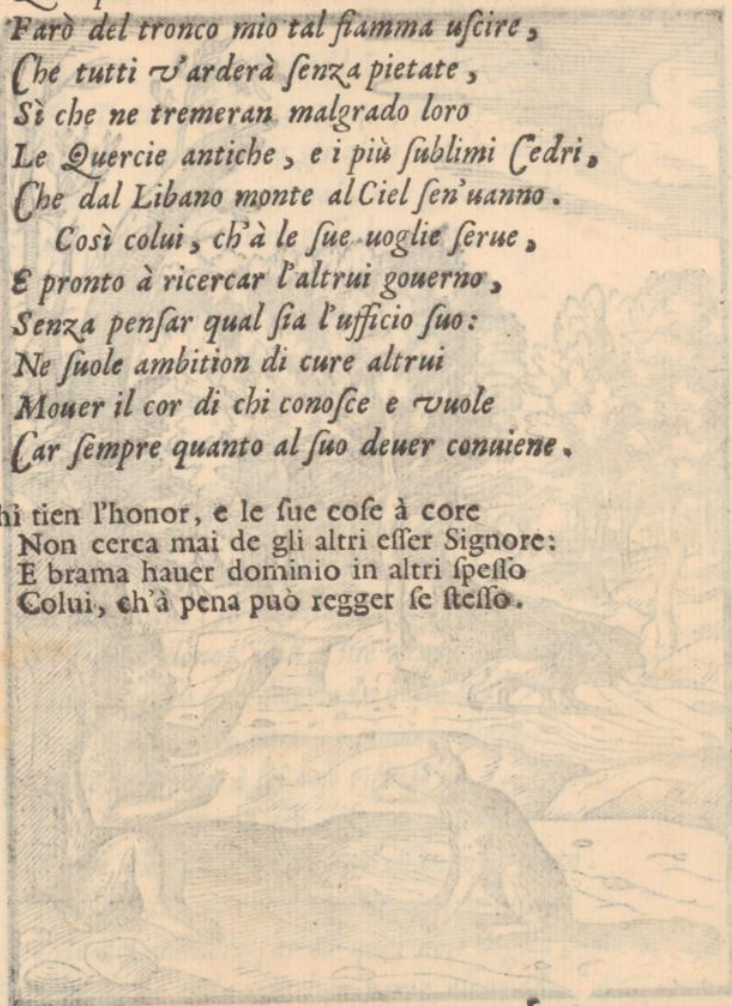 Farò del tronco mio tal fiamma uſcire,
Che tutti v'arderà ſenza pietate,
Sì che ne tremeran malgrado loro
Le Quercie antiche, e i più ſublimi Cedri,
Che dal Libano monte al Ciel ſen'uanno.
Così colui, ch'à le ſue uoglie ſerue,
E pronto à ricercar l'altrui gouerno,
Senza penſar qual ſia l'ufficio ſuo:
Ne ſuole ambition di cure altrui
Mouer il cor di chi conoſce e vuole
Car ſempre quanto al ſuo deuer conuiene.
hi tien l'honor, e le ſue coſe à core
Non cerca mai de gli altri eſſer Signore:
E brama hauer dominio in altri ſpeſſo
Colui, ch'à pena può regger ſe ſteſſo.